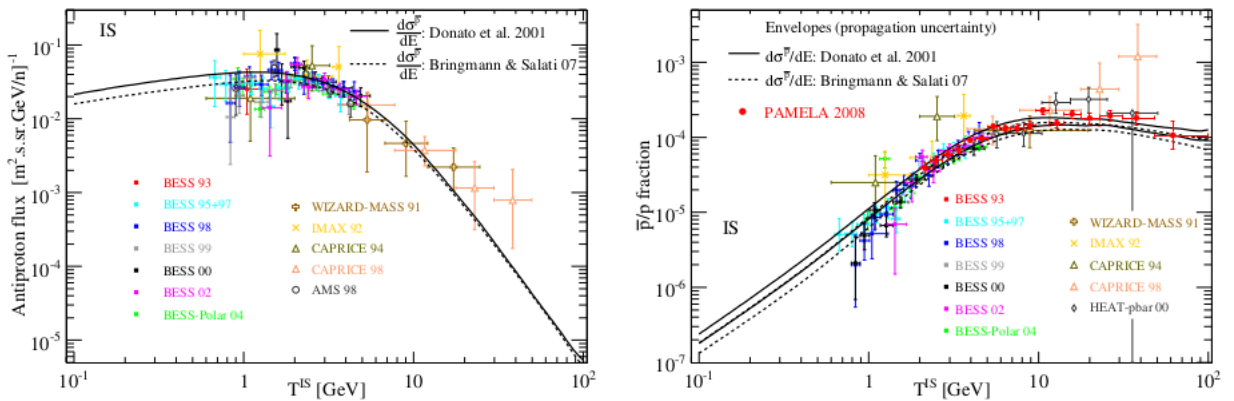 IS
dσ^p̅/dE : Donato et al. 2001
dσ^p̅/dE : Bringmann & Salati 07
BESS 93
BESS 95+97
BESS 98
BESS 99
BESS 00
BESS 02
BESS-Polar 04
WIZARD-MASS 91
IMAX 92
CAPRICE 94
CAPRICE 98
AMS 98
Antiproton flux [m².s.sr.GeV/n]⁻¹
10⁻¹
10⁻²
10⁻³
10⁻⁴
10⁻⁵
10⁻¹ 1 10 10²
T^IS [GeV]
Envelopes (propagation uncertainty)
dσ^p̅/dE: Donato et al. 2001
dσ^p̅/dE: Bringmann & Salati 07
PAMELA 2008
IS
BESS 93
BESS 95+97
BESS 98
BESS 99
BESS 00
BESS 02
BESS-Polar 04
WIZARD-MASS 91
IMAX 92
CAPRICE 94
CAPRICE 98
HEAT-pbar 00
p̅/p fraction
10⁻³
10⁻⁴
10⁻⁵
10⁻⁶
10⁻⁷
10⁻¹ 1 10 10²
T^IS [GeV]